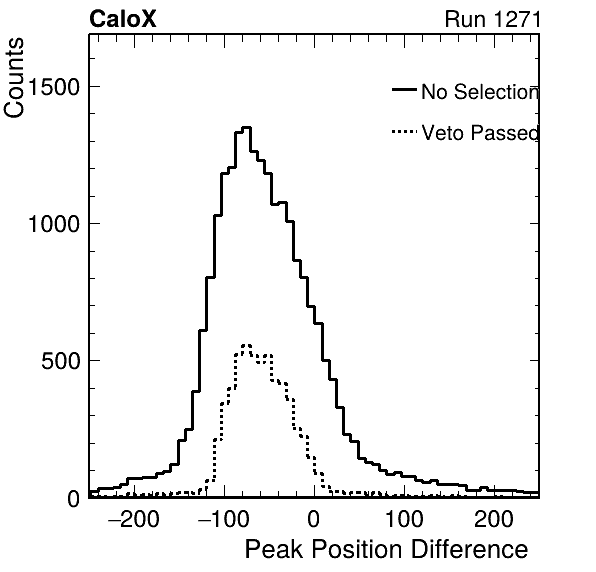 CaloX Run 1271
Counts
1500
1000
500
0
No Selection
Veto Passed
−200 −100 0 100 200
Peak Position Difference